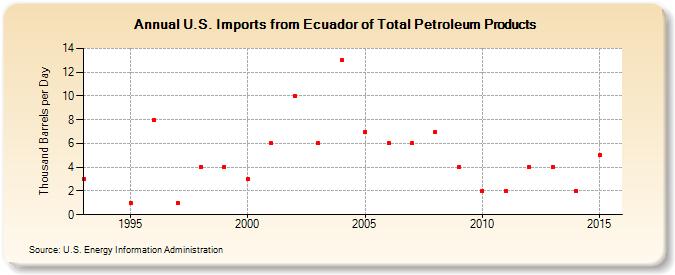 Annual U.S. Imports from Ecuador of Total Petroleum Products
Thousand Barrels per Day
14
12
10
8
6
4
2
0
1995 2000 2005 2010 2015
Source: U.S. Energy Information Administration